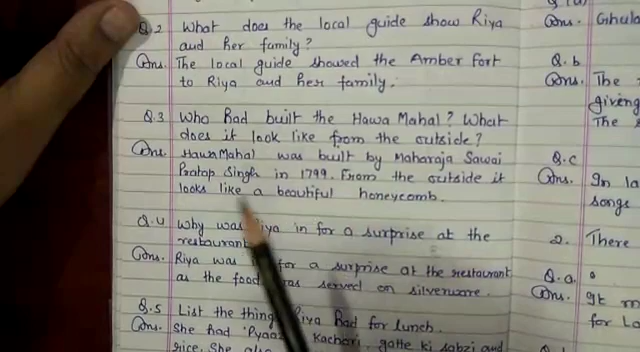 Q.2 What does the local guide show Riya
and her family?
Ans. The local guide showed the Amber fort
to Riya and her family.
Q.3 Who had built the Hawa Mahal? What
does it look like from the outside?
Ans. Hawa Mahal was built by Maharaja Sawai
Pratap Singh in 1799. From the outside it
looks like a beautiful honeycomb.
Q.4 Why was Riya in for a surprise at the
restaurant
Ans. Riya was for a surprise at the restaurant
as the food was served on silverware.
Q.5 List the things Riya had for lunch.
Ans. She had 'Pyaaz Kachori, gatte ki sabzi and
rice. She also
Ans.
Q.b
Ans. The
giving
The
Q.c
Ans. In
songs
2. There
Q.a.
Ans. It
for